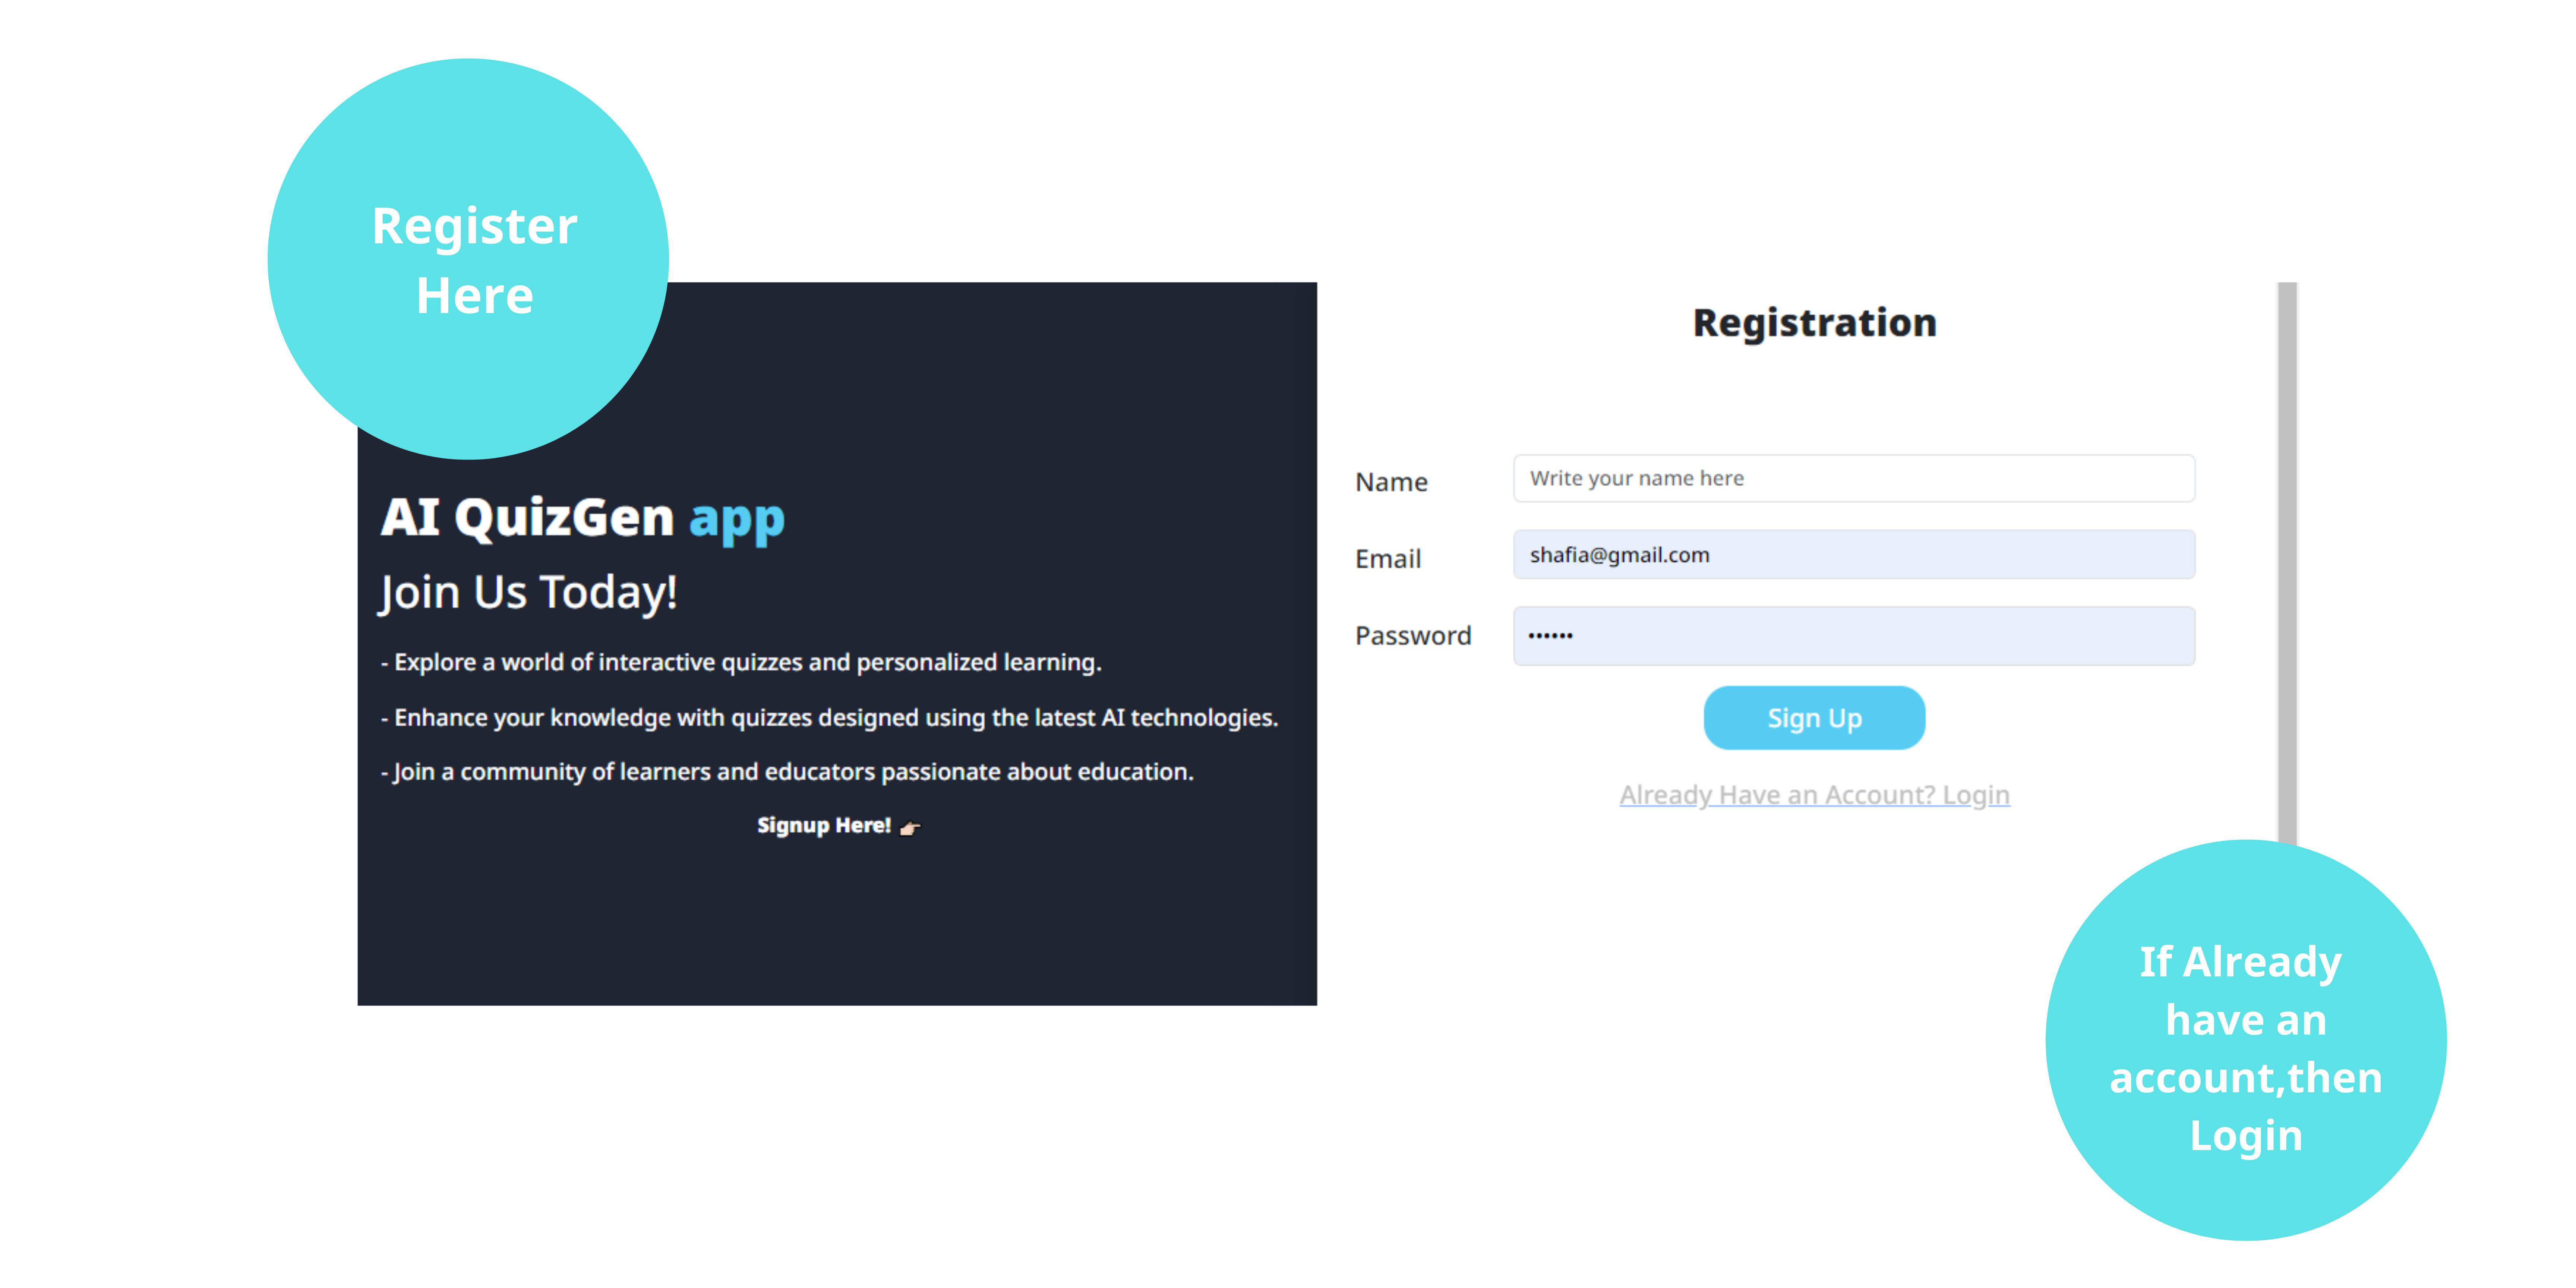 Register
Here
AI QuizGen app
Join Us Today!
- Explore a world of interactive quizzes and personalized learning.
- Enhance your knowledge with quizzes designed using the latest AI technologies.
- Join a community of learners and educators passionate about education.
Signup Here! 👉🏻
Registration
Name
Write your name here
Email
shafia@gmail.com
Password
••••••
Sign Up
Already Have an Account? Login
If Already
have an
account,then
Login